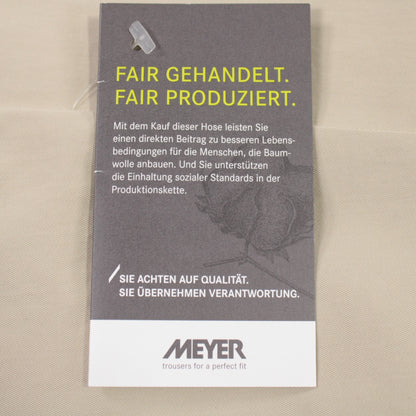 FAIR GEHANDELT.
FAIR PRODUZIERT.
Mit dem Kauf dieser Hose leisten Sie
einen direkten Beitrag zu besseren Lebens-
bedingungen für die Menschen, die Baum-
wolle anbauen. Und Sie unterstützen
die Einhaltung sozialer Standards in der
Produktionskette.
SIE ACHTEN AUF QUALITÄT.
SIE ÜBERNEHMEN VERANTWORTUNG.
MEYER
trousers for a perfect fit